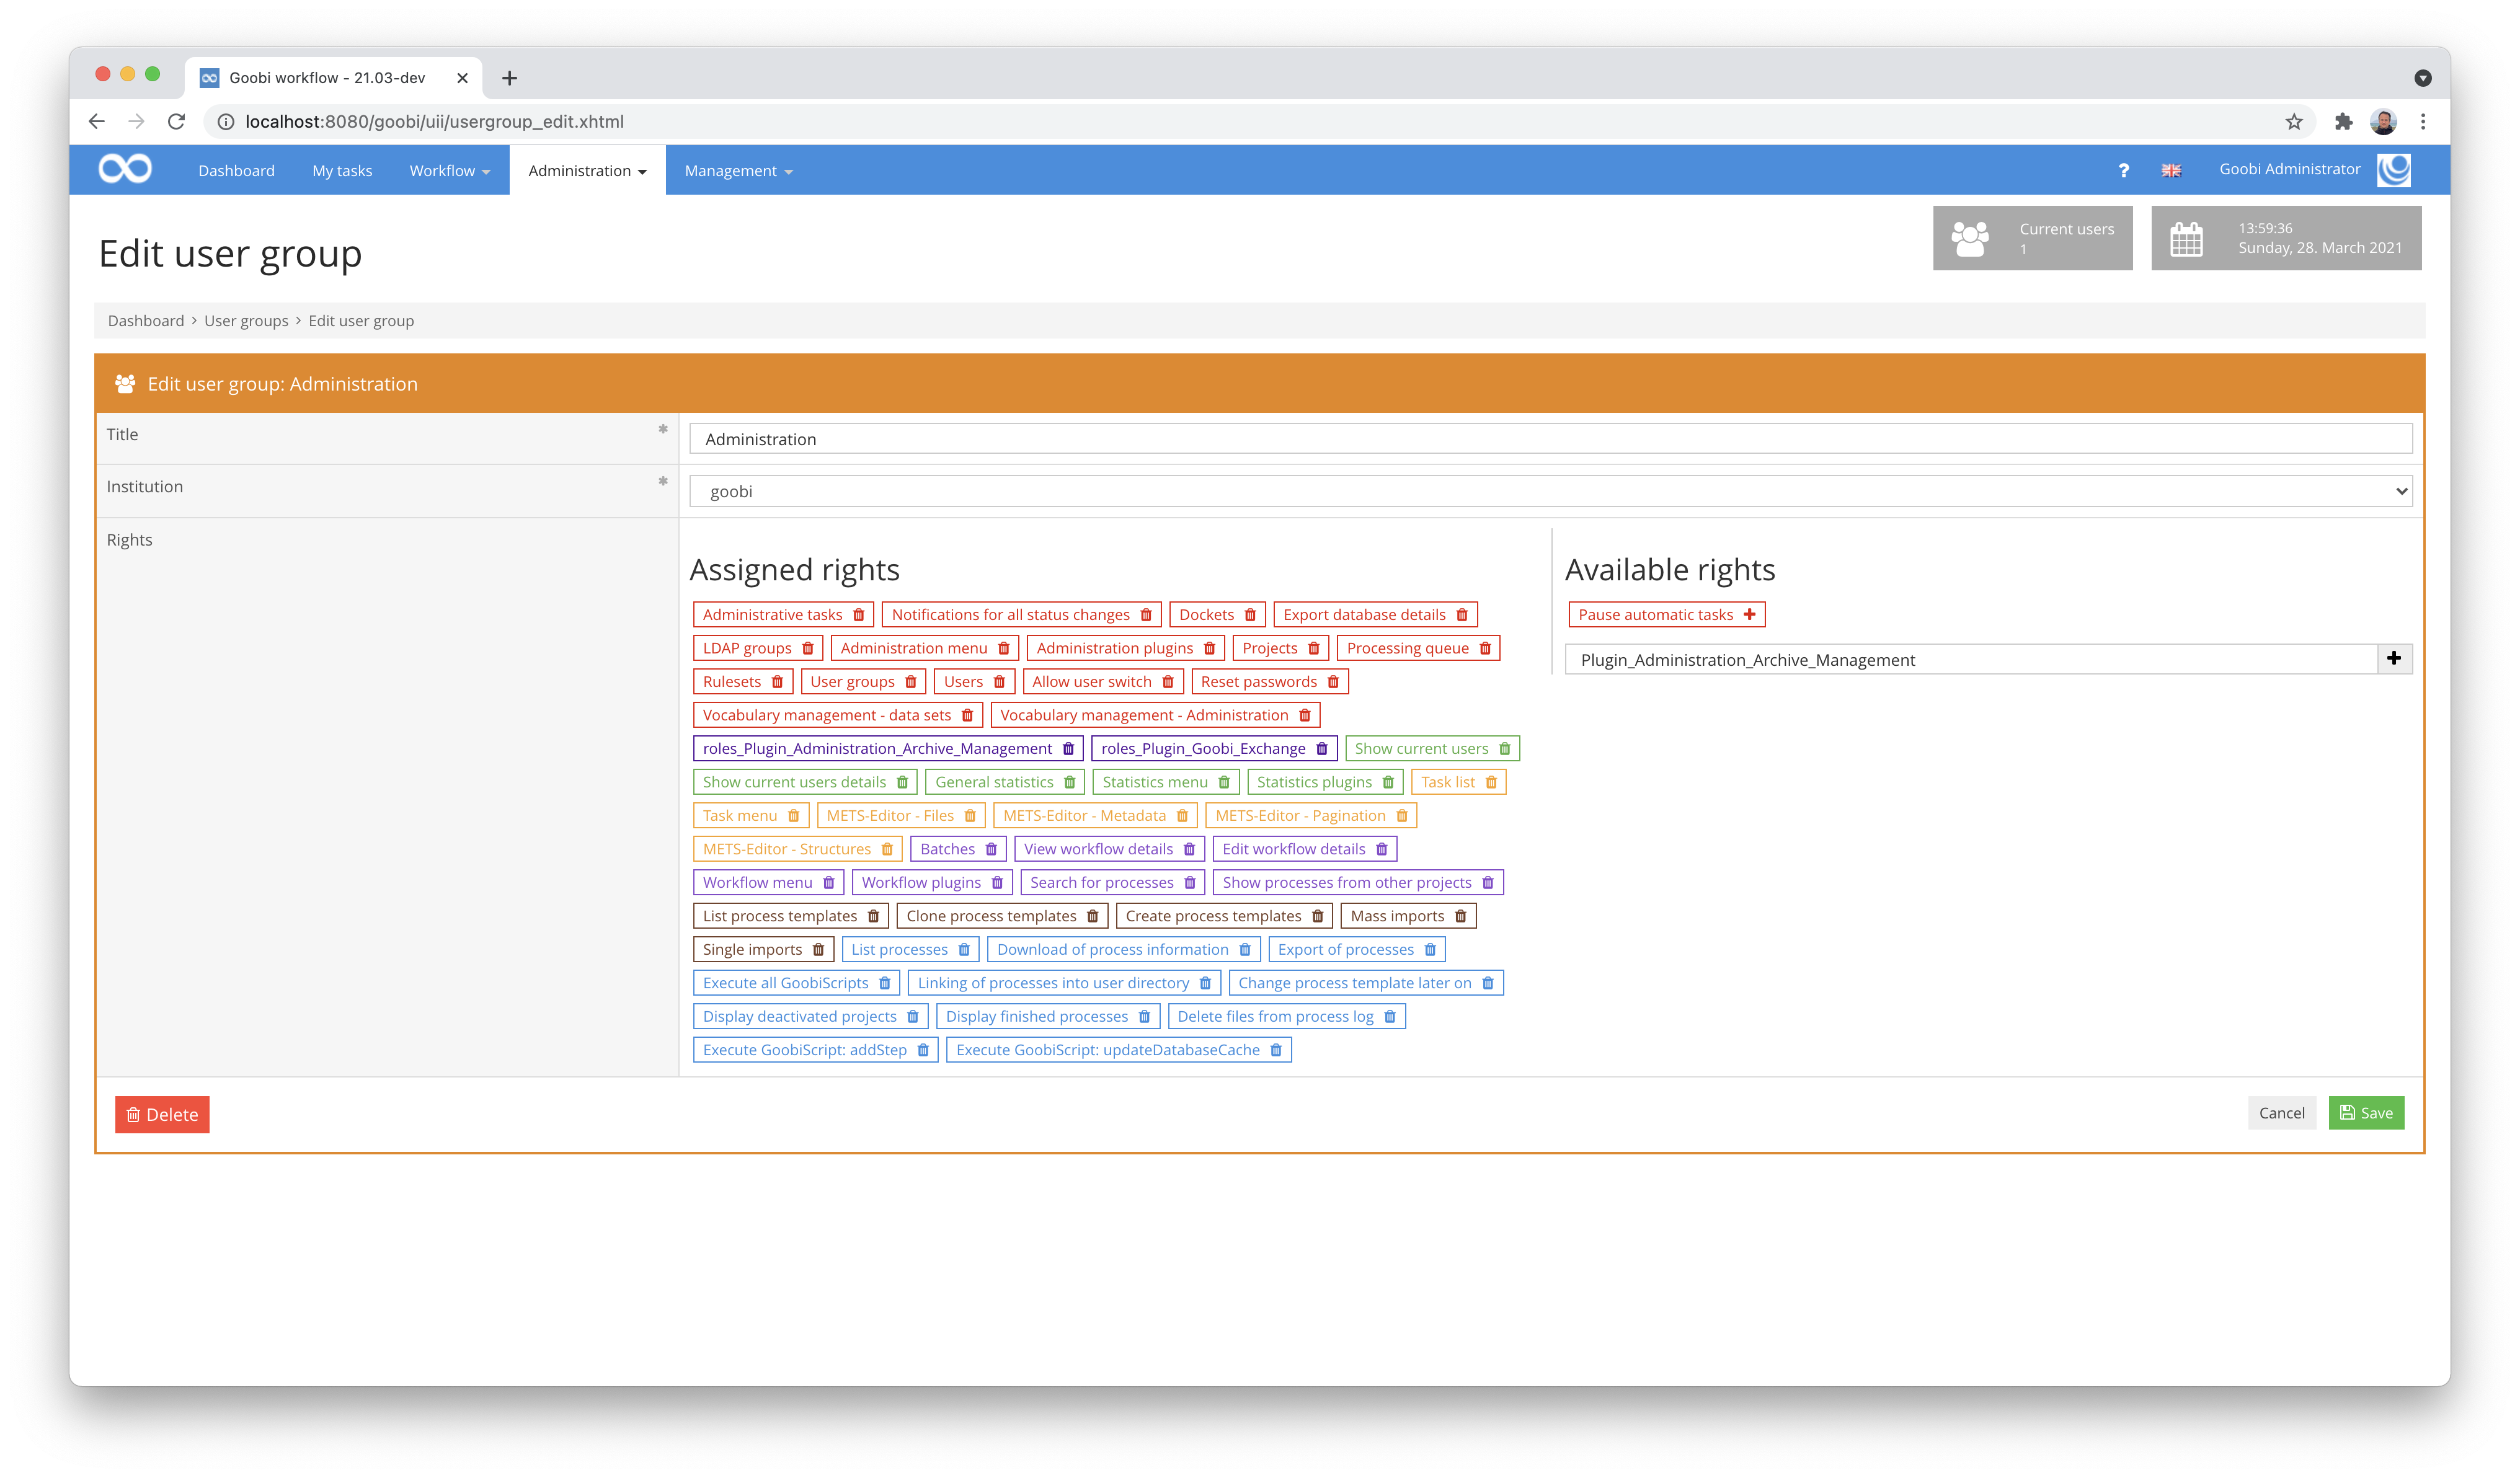 Goobi workflow - 21.03-dev
localhost:8080/goobi/uii/usergroup_edit.xhtml
Dashboard My tasks Workflow Administration Management ? Goobi Administrator
Edit user group
Current users
1
13:59:36
Sunday, 28. March 2021
Dashboard > User groups > Edit user group
Edit user group: Administration
Title *
Administration
Institution *
goobi
Rights
Assigned rights
Administrative tasks Notifications for all status changes Dockets Export database details
LDAP groups Administration menu Administration plugins Projects Processing queue
Rulesets User groups Users Allow user switch Reset passwords
Vocabulary management - data sets Vocabulary management - Administration
roles_Plugin_Administration_Archive_Management roles_Plugin_Goobi_Exchange Show current users
Show current users details General statistics Statistics menu Statistics plugins Task list
Task menu METS-Editor - Files METS-Editor - Metadata METS-Editor - Pagination
METS-Editor - Structures Batches View workflow details Edit workflow details
Workflow menu Workflow plugins Search for processes Show processes from other projects
List process templates Clone process templates Create process templates Mass imports
Single imports List processes Download of process information Export of processes
Execute all GoobiScripts Linking of processes into user directory Change process template later on
Display deactivated projects Display finished processes Delete files from process log
Execute GoobiScript: addStep Execute GoobiScript: updateDatabaseCache
Available rights
Pause automatic tasks
Plugin_Administration_Archive_Management
Delete
Cancel
Save